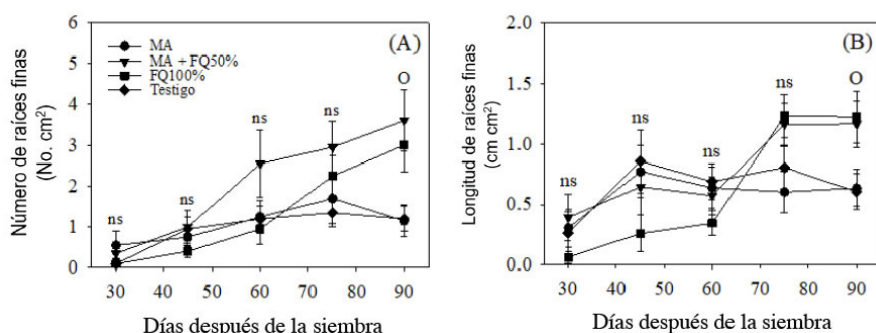 Número de raíces finas
(No. cm²)
6
5
4
3
2
1
0
MA
MA + FQ50%
FQ100%
Testigo
(A)
ns
ns
ns
ns
O
30 40 50 60 70 80 90
Días después de la siembra
Longitud de raíces finas
(cm cm²)
2.0
1.5
1.0
0.5
0.0
(B)
ns
ns
ns
ns
O
30 40 50 60 70 80 90
Días después de la siembra